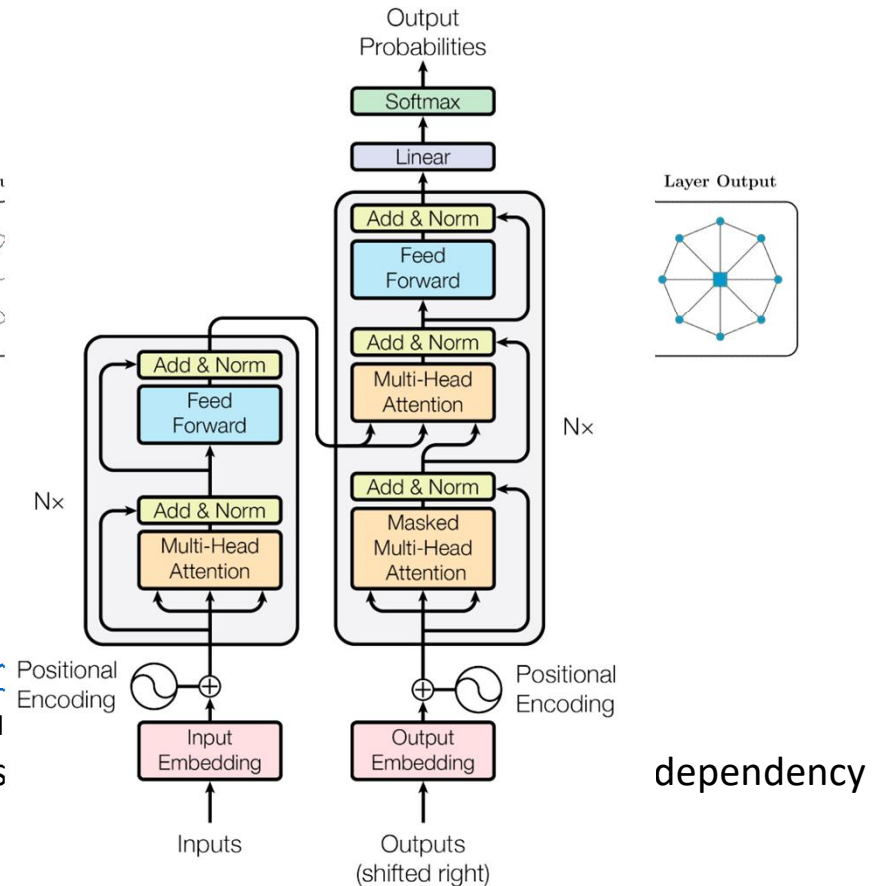 Output
Probabilities
Softmax
Linear
Layer Output
Add & Norm
Feed
Forward
Add & Norm
Multi-Head
Attention
Nx
Add & Norm
Masked
Multi-Head
Attention
Add & Norm
Feed
Forward
Nx
Add & Norm
Multi-Head
Attention
Positional
Encoding
Positional
Encoding
Input
Embedding
Output
Embedding
dependency
Inputs
Outputs
(shifted right)